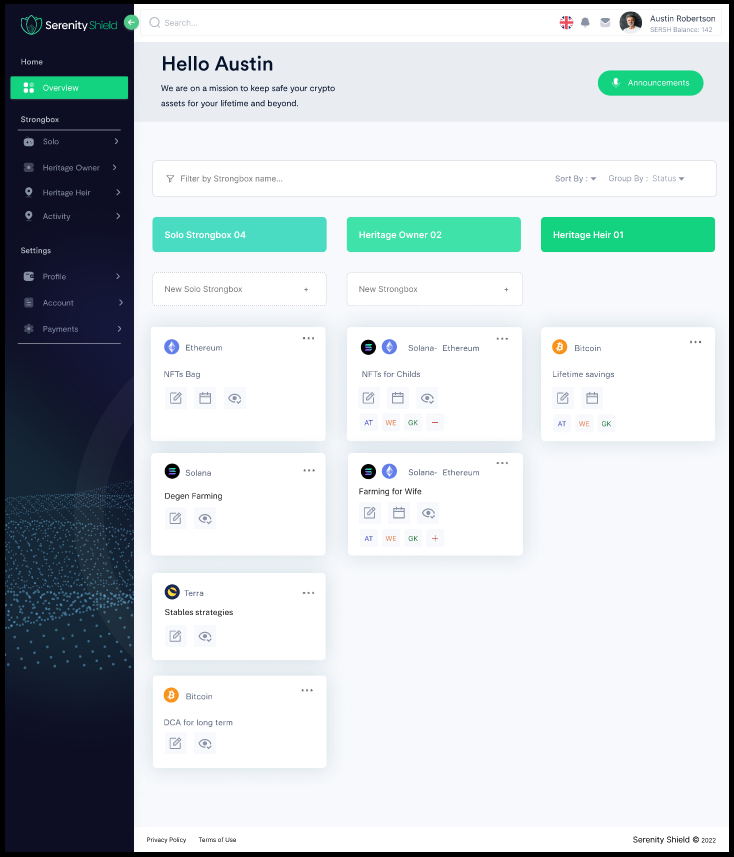 Serenity Shield
Search...
Austin Robertson
SERSH Balance: 142
Home
Overview
Strongbox
Solo
Heritage Owner
Heritage Heir
Activity
Settings
Profile
Account
Payments
Hello Austin
We are on a mission to keep safe your crypto
assets for your lifetime and beyond.
Announcements
Filter by Strongbox name...
Sort By :
Group By : Status
Solo Strongbox 04
Heritage Owner 02
Heritage Heir 01
New Solo Strongbox +
New Strongbox +
Ethereum
NFTs Bag
Solana
Degen Farming
Terra
Stables strategies
Bitcoin
DCA for long term
Solana- Ethereum
NFTs for Childs
AT WE GK
Solana- Ethereum
Farming for Wife
AT WE GK
Bitcoin
Lifetime savings
AT WE GK
Privacy Policy
Terms of Use
Serenity Shield © 2022